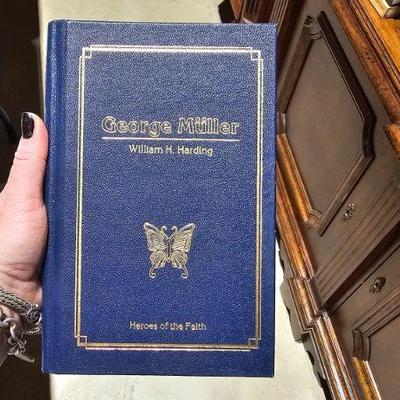 George Müller
William H. Harding
Heroes of the Faith